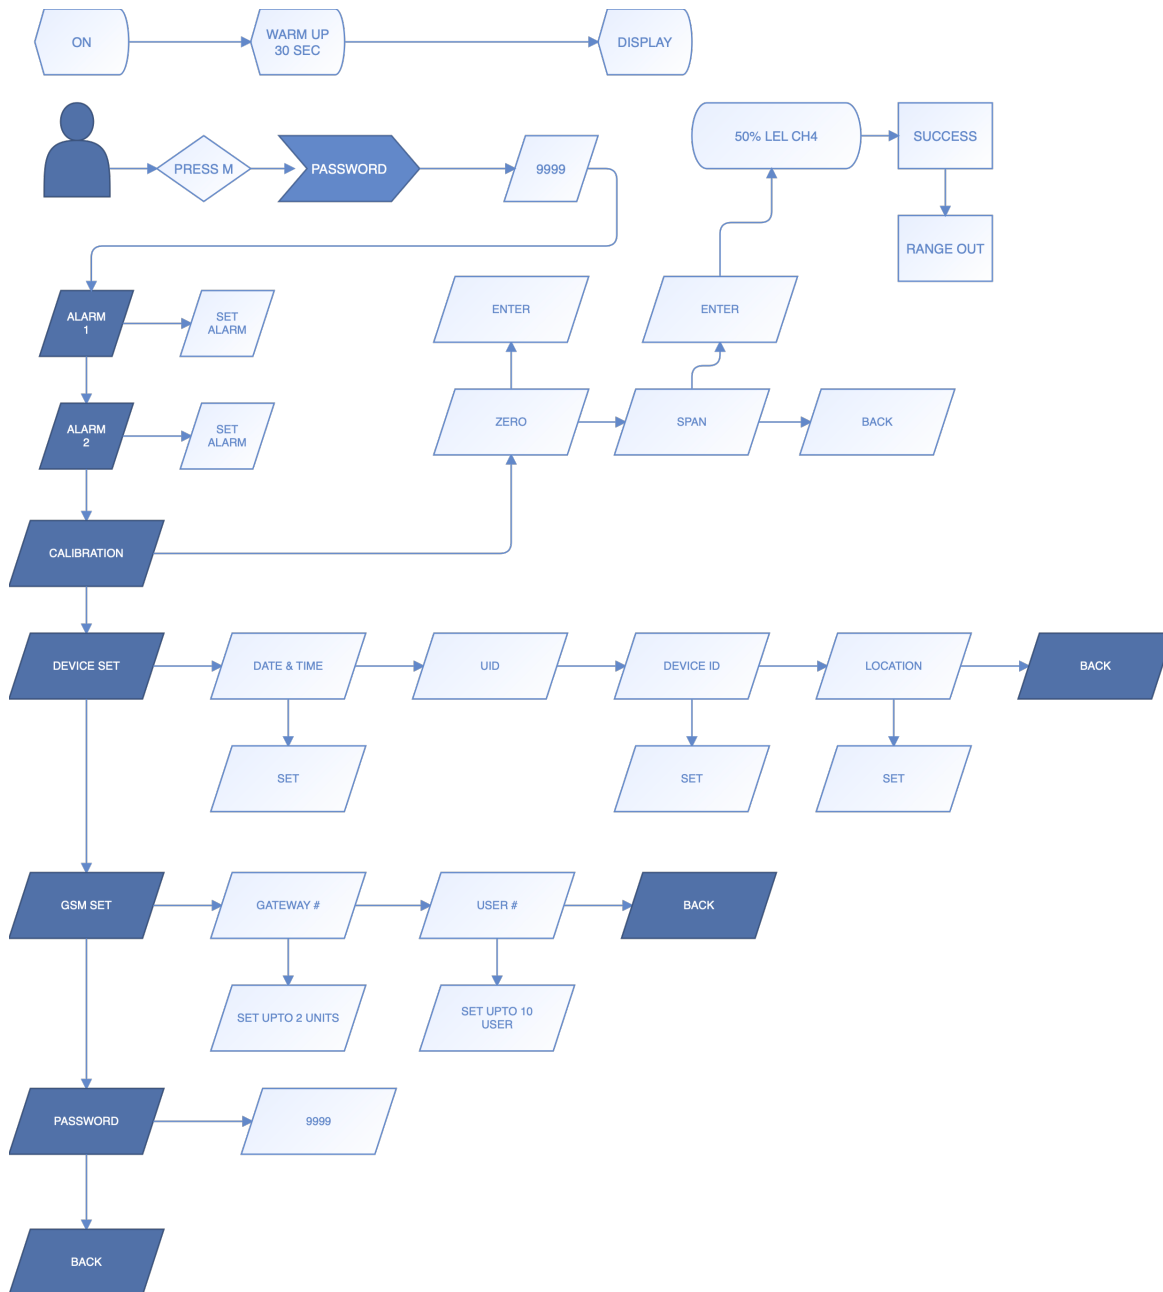 ON
WARM UP
30 SEC
DISPLAY
PRESS M
PASSWORD
9999
50% LEL CH4
SUCCESS
RANGE OUT
ALARM
1
SET
ALARM
ENTER
ENTER
ALARM
2
SET
ALARM
ZERO
SPAN
BACK
CALIBRATION
DEVICE SET
DATE & TIME
UID
DEVICE ID
LOCATION
BACK
SET
SET
SET
GSM SET
GATEWAY #
USER #
BACK
SET UPTO 2 UNITS
SET UPTO 10
USER
PASSWORD
9999
BACK